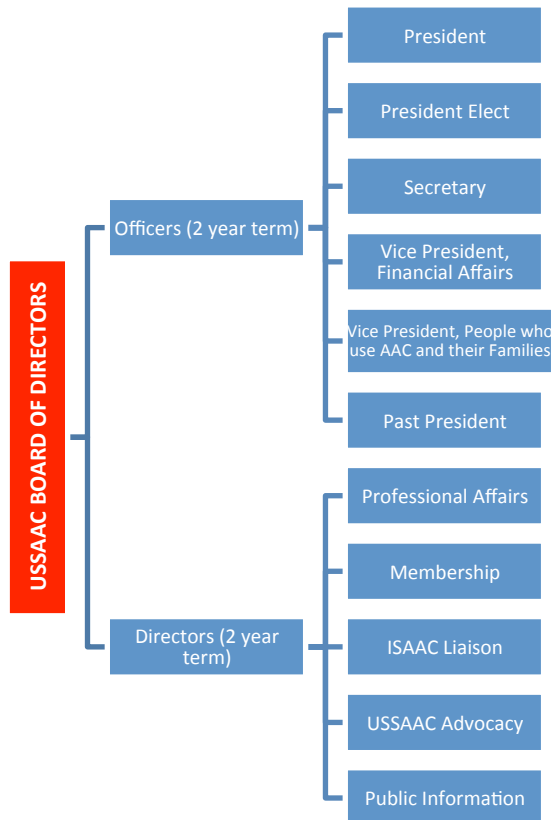 USSAAC BOARD OF DIRECTORS
Officers (2 year term)
President
President Elect
Secretary
Vice President,
Financial Affairs
Vice President, People who
use AAC and their Families
Past President
Directors (2 year
term)
Professional Affairs
Membership
ISAAC Liaison
USSAAC Advocacy
Public Information